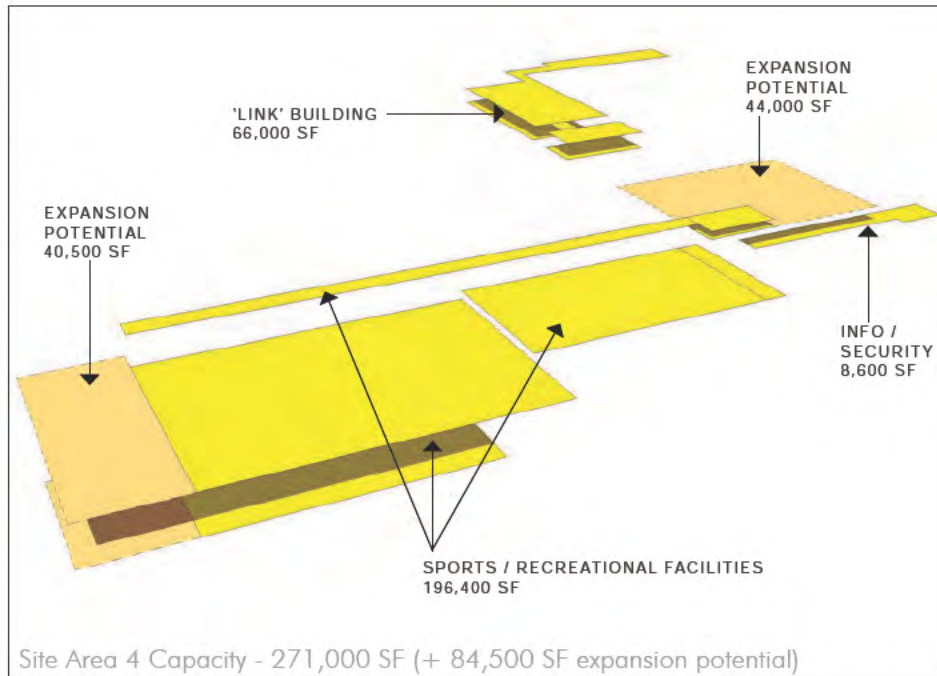 'LINK' BUILDING
66,000 SF
EXPANSION
POTENTIAL
44,000 SF
EXPANSION
POTENTIAL
40,500 SF
INFO /
SECURITY
8,600 SF
SPORTS / RECREATIONAL FACILITIES
196,400 SF
Site Area 4 Capacity - 271,000 SF (+ 84,500 SF expansion potential)